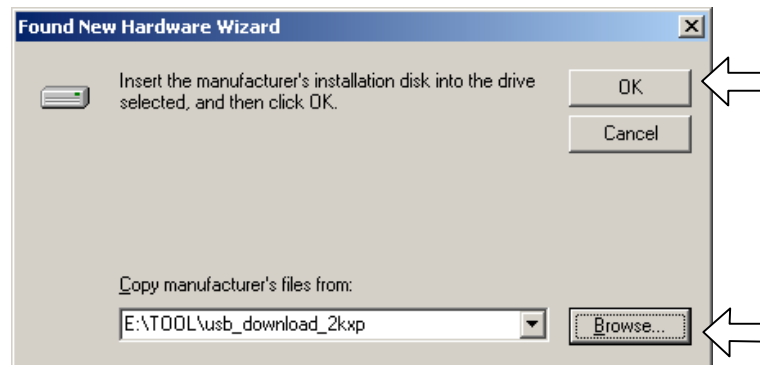 Found New Hardware Wizard
Insert the manufacturer's installation disk into the drive
selected, and then click OK.
OK
Cancel
Copy manufacturer's files from:
E:\TOOL\usb_download_2kxp
Browse...